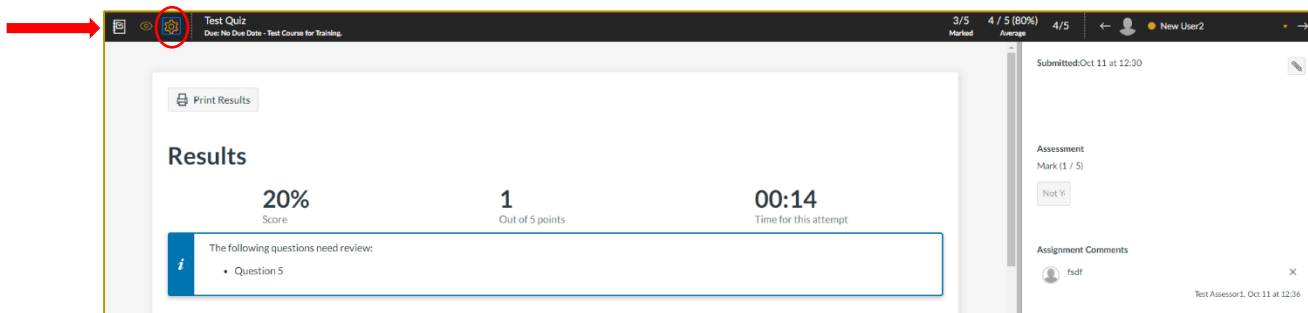 Test Quiz
Due: No Due Date - Test Course for Training.
3/5
Marked
4 / 5 (80%)
Average
4/5
New User2
Submitted:Oct 11 at 12:30
Print Results
Results
20%
Score
1
Out of 5 points
00:14
Time for this attempt
The following questions need review:
• Question 5
Assessment
Mark (1 / 5)
Not Y
Assignment Comments
fsdf
Test Assessor1, Oct 11 at 12:36